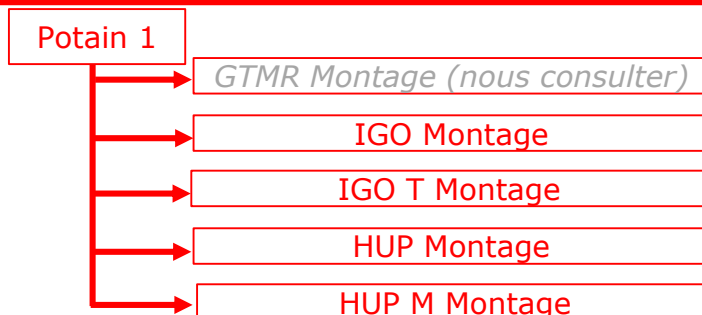 Potain 1
GTMR Montage (nous consulter)
IGO Montage
IGO T Montage
HUP Montage
HUP M Montage